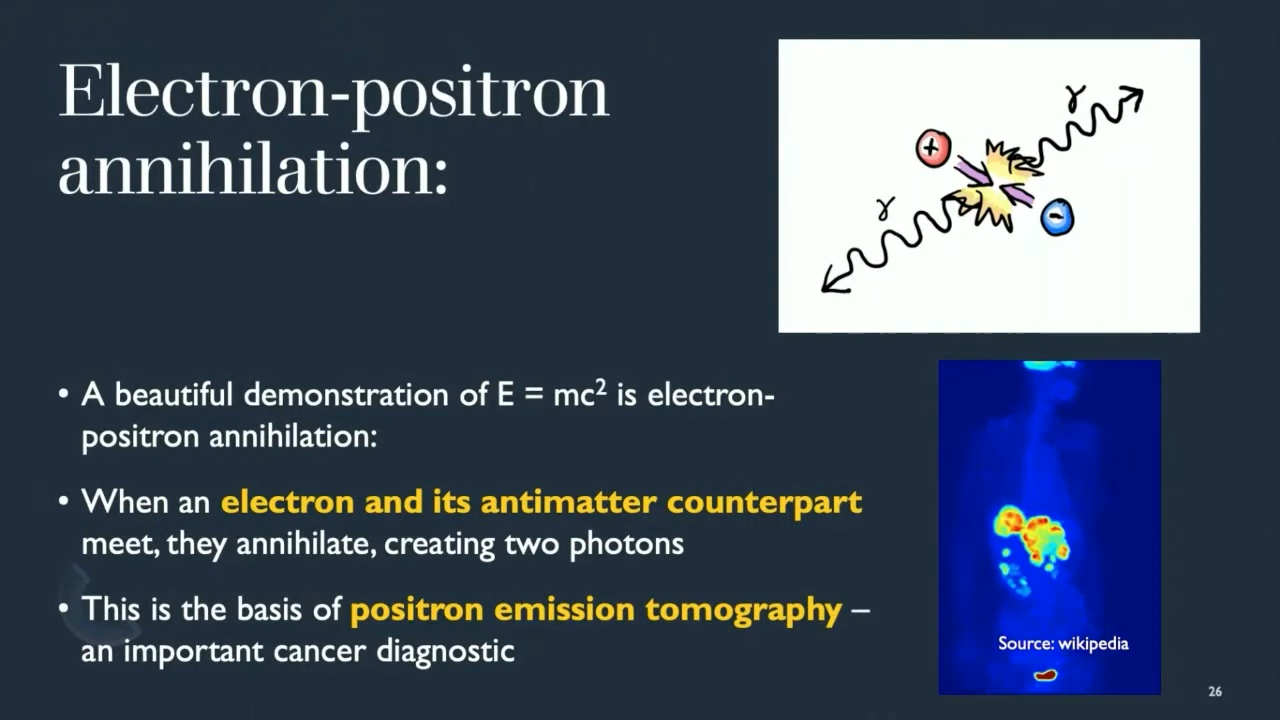 Electron-positron
annihilation:
γ
γ
+
-
• A beautiful demonstration of E = mc² is electron-
positron annihilation:
• When an electron and its antimatter counterpart
meet, they annihilate, creating two photons
• This is the basis of positron emission tomography –
an important cancer diagnostic
Source: wikipedia
26